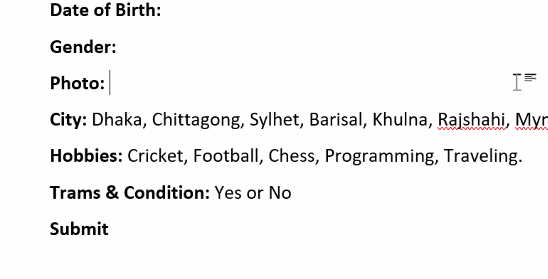 Date of Birth:
Gender:
Photo:
City: Dhaka, Chittagong, Sylhet, Barisal, Khulna, Rajshahi,
Hobbies: Cricket, Football, Chess, Programming, Traveling.
Trams & Condition: Yes or No
Submit